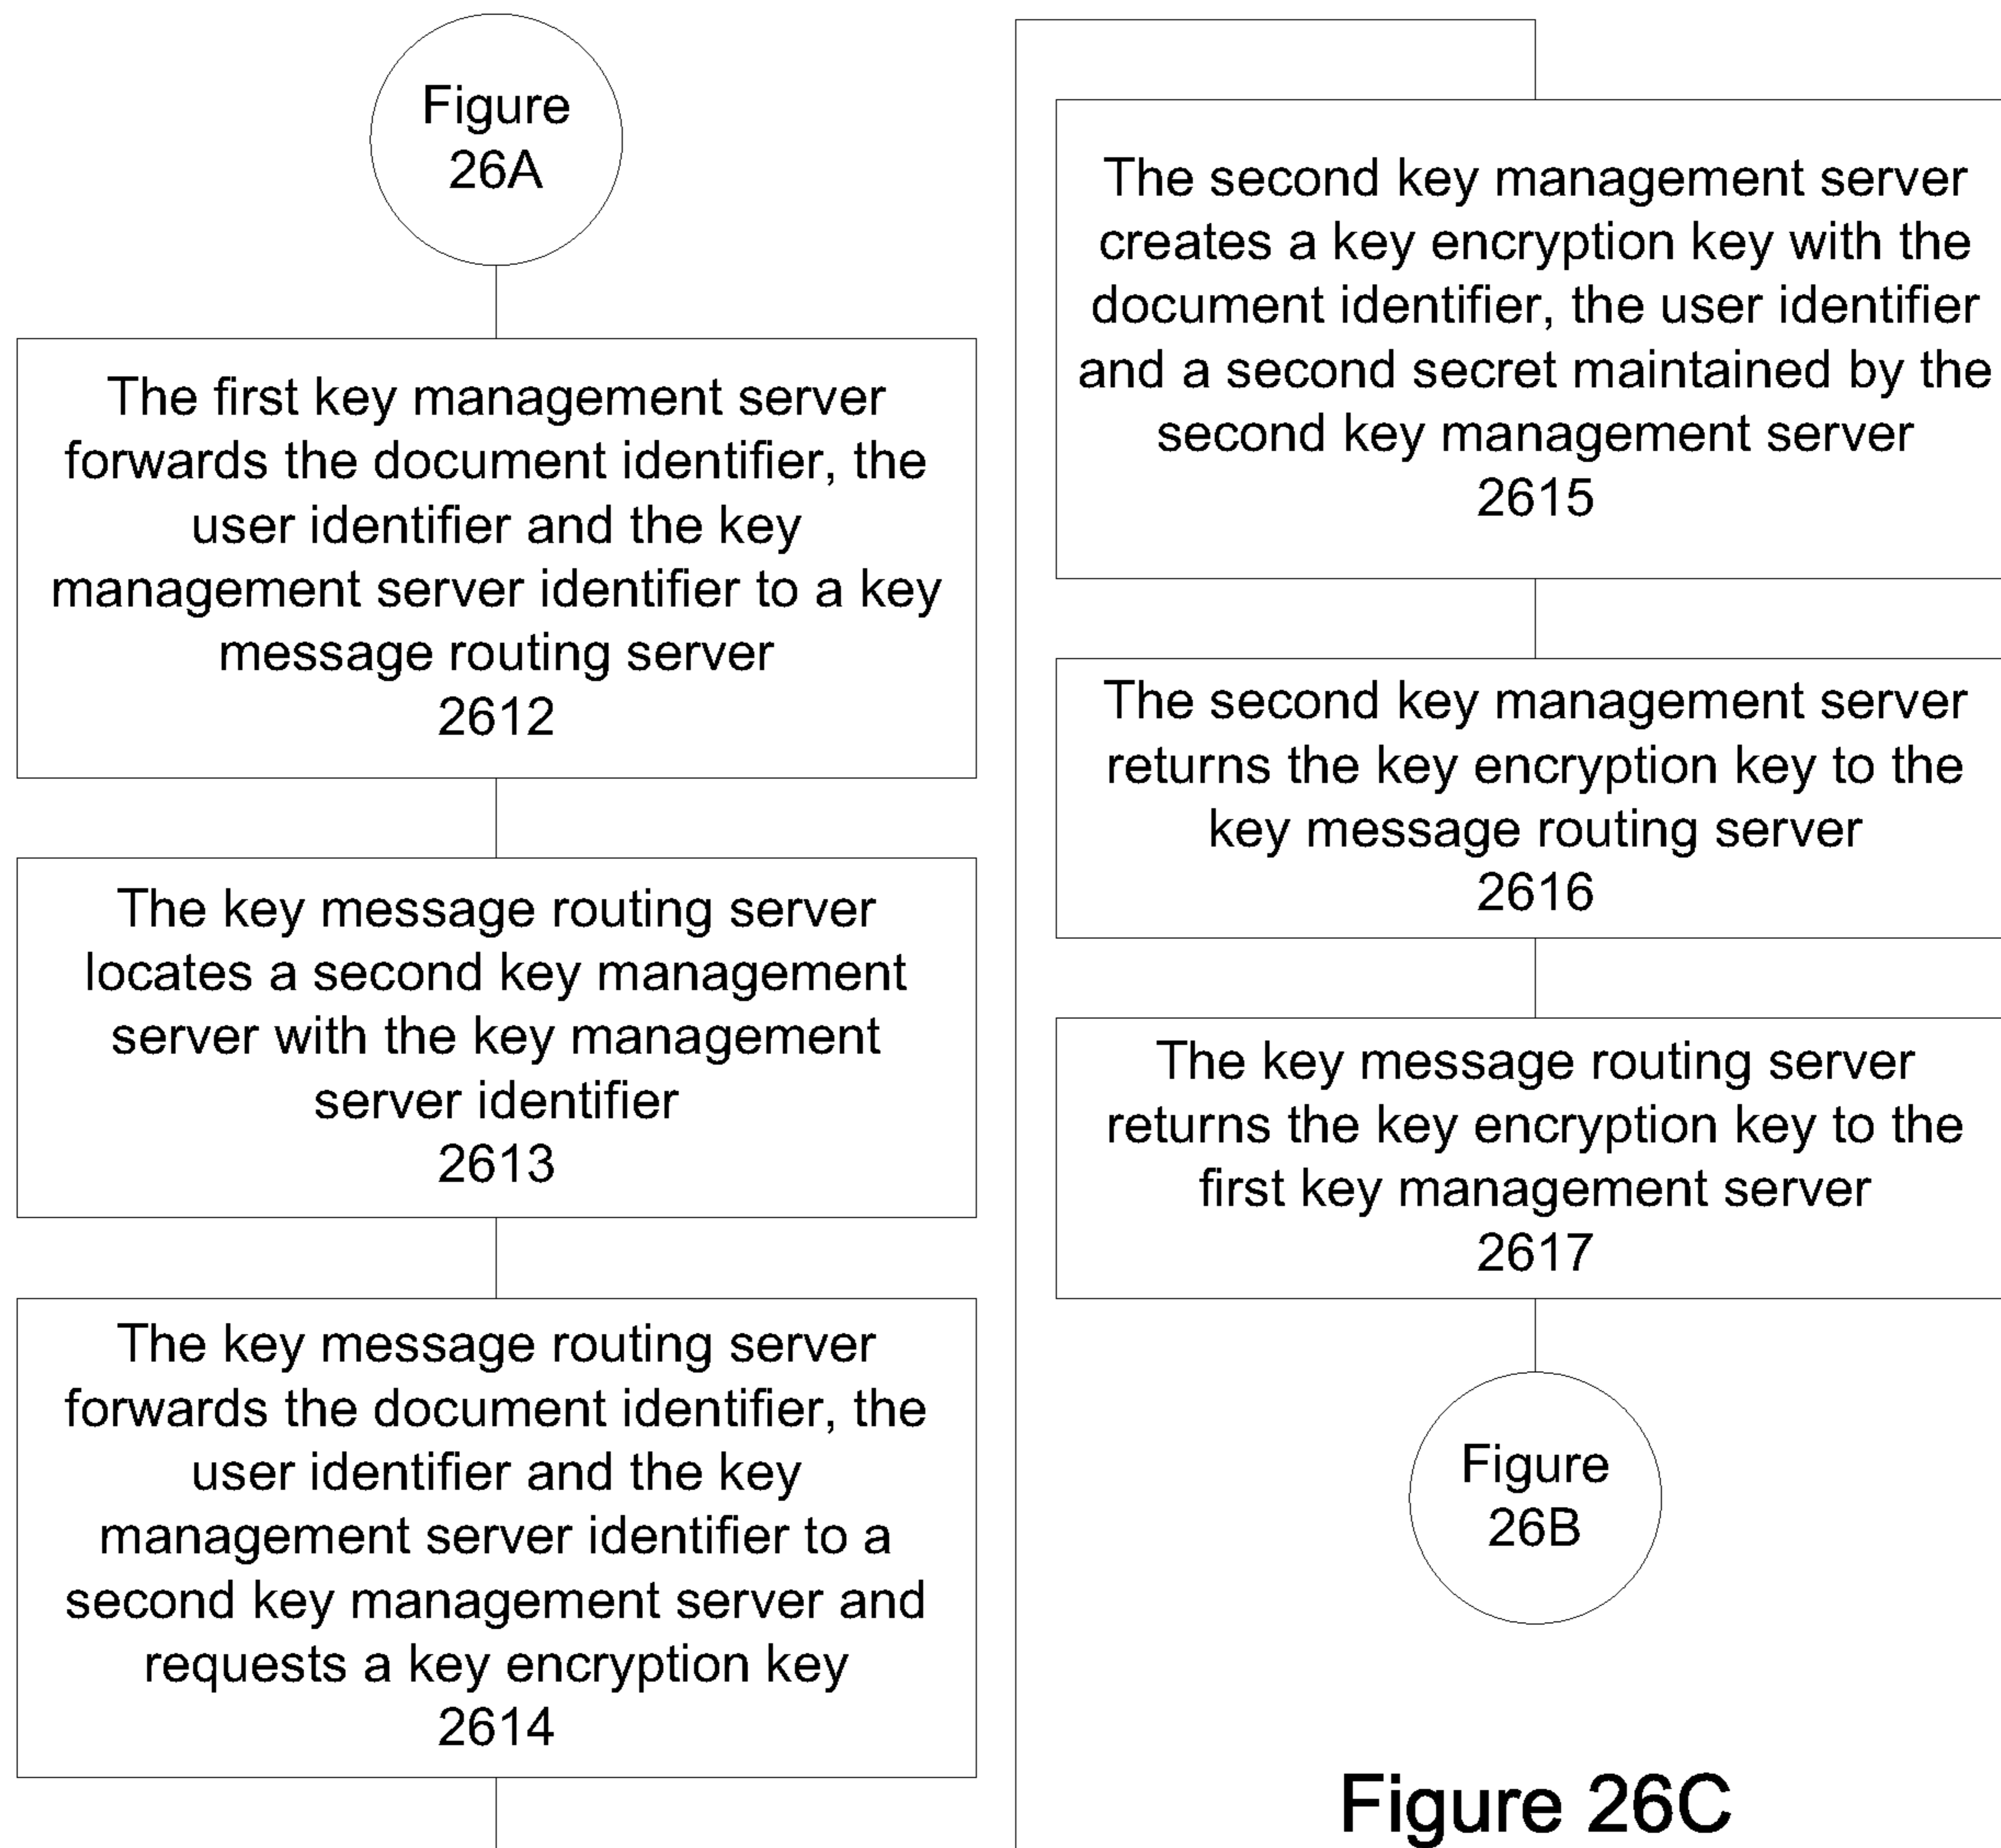 Figure
26A
The first key management server
forwards the document identifier, the
user identifier and the key
management server identifier to a key
message routing server
2612
The key message routing server
locates a second key management
server with the key management
server identifier
2613
The key message routing server
forwards the document identifier, the
user identifier and the key
management server identifier to a
second key management server and
requests a key encryption key
2614
The second key management server
creates a key encryption key with the
document identifier, the user identifier
and a second secret maintained by the
second key management server
2615
The second key management server
returns the key encryption key to the
key message routing server
2616
The key message routing server
returns the key encryption key to the
first key management server
2617
Figure
26B
Figure 26C